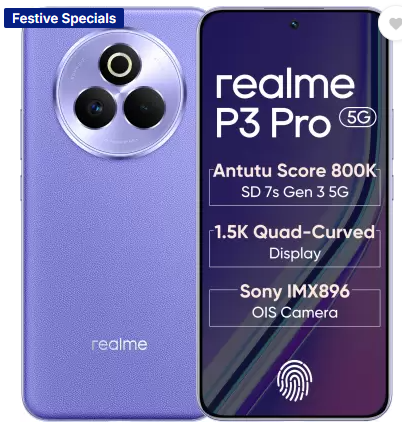 Festive Specials
realme
P3 Pro 5G
Antutu Score 800K
SD 7s Gen 3 5G
1.5K Quad-Curved
Display
Sony IMX896
OIS Camera
realme